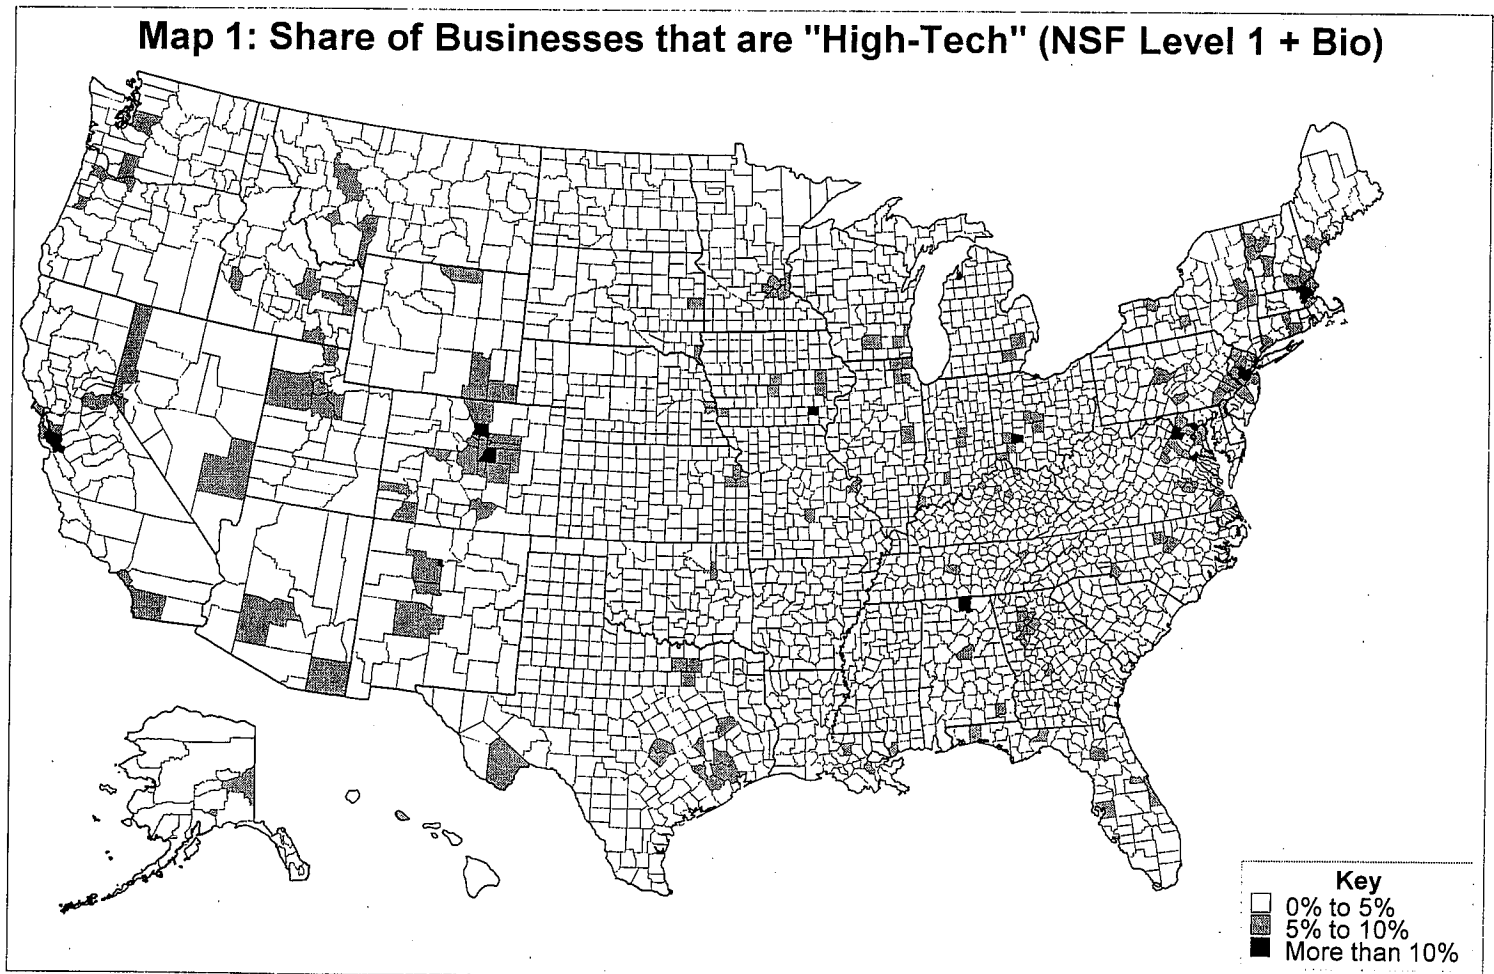 Map 1: Share of Businesses that are "High-Tech" (NSF Level 1 + Bio)
Key
0% to 5%
5% to 10%
More than 10%